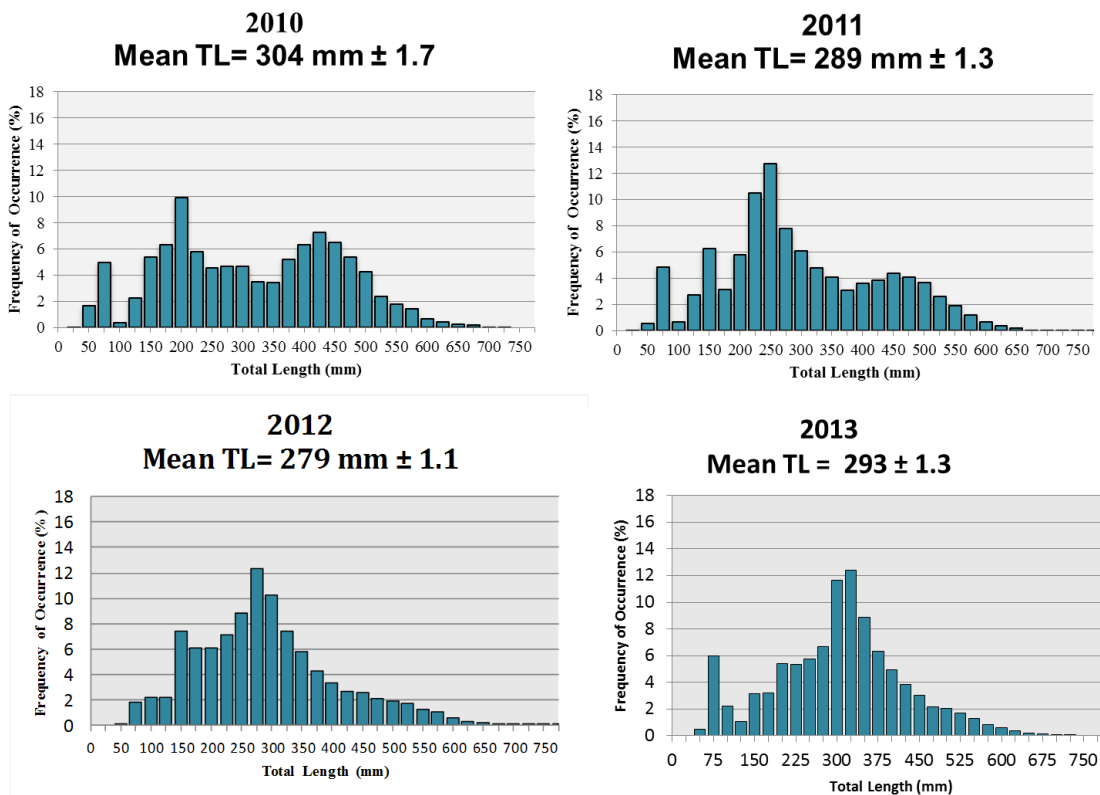 2010
Mean TL= 304 mm ± 1.7
Frequency of Occurrence (%)
18
16
14
12
10
8
6
4
2
0
0 50 100 150 200 250 300 350 400 450 500 550 600 650 700 750
Total Length (mm)
2011
Mean TL= 289 mm ± 1.3
Frequency of Occurrence (%)
18
16
14
12
10
8
6
4
2
0
0 50 100 150 200 250 300 350 400 450 500 550 600 650 700 750
Total Length (mm)
2012
Mean TL= 279 mm ± 1.1
Frequency of Occurrence (%)
18
16
14
12
10
8
6
4
2
0
0 50 100 150 200 250 300 350 400 450 500 550 600 650 700 750
Total Length (mm)
2013
Mean TL = 293 ± 1.3
Frequency of Occurrence (%)
18
16
14
12
10
8
6
4
2
0
0 75 150 225 300 375 450 525 600 675 750
Total Length (mm)